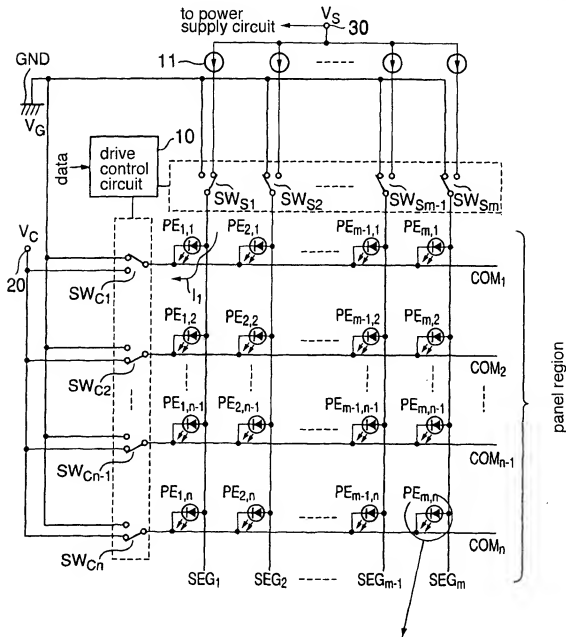 to power supply circuit
V_S
30
GND
11
V_G
10
data
drive control circuit
SW_S1
SW_S2
SW_Sm-1
SW_Sm
V_C
20
PE_1,1
PE_2,1
PE_m-1,1
PE_m,1
SW_C1
I_1
COM_1
PE_1,2
PE_2,2
PE_m-1,2
PE_m,2
SW_C2
COM_2
PE_1,n-1
PE_2,n-1
PE_m-1,n-1
PE_m,n-1
SW_Cn-1
COM_n-1
PE_1,n
PE_2,n
PE_m-1,n
PE_m,n
SW_Cn
COM_n
SEG_1
SEG_2
SEG_m-1
SEG_m
panel region